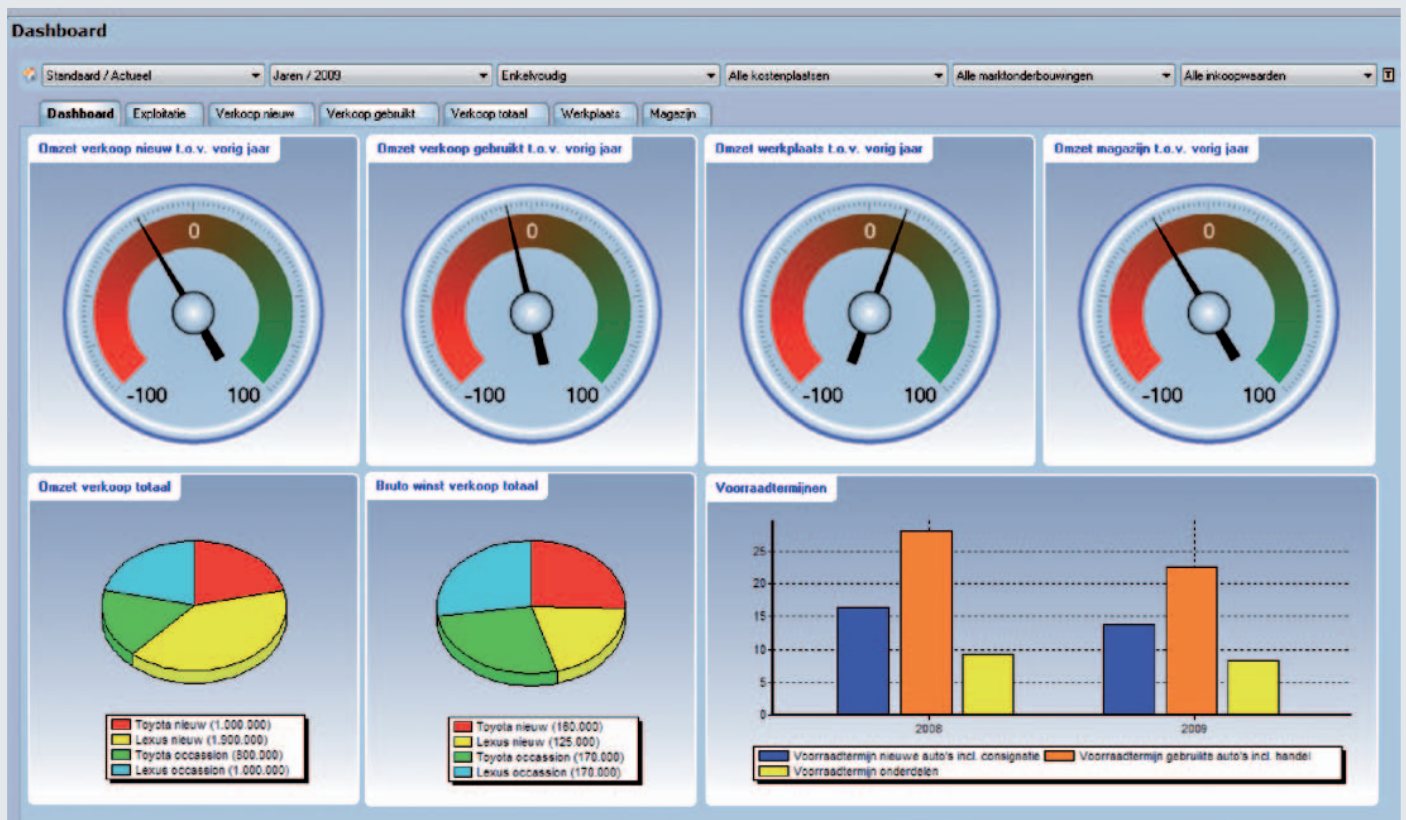 Dashboard
Standaard / Actueel Jaren / 2009 Enkelvoudig Alle kostenplaatsen Alle marktonderbouwingen Alle inkoopwaarden
Dashboard Exploitatie Verkoop nieuw Verkoop gebruikt Verkoop totaal Werkplaats Magazijn
Omzet verkoop nieuw t.o.v. vorig jaar
0
-100 100
Omzet verkoop gebruikt t.o.v. vorig jaar
0
-100 100
Omzet werkplaats t.o.v. vorig jaar
0
-100 100
Omzet magazijn t.o.v. vorig jaar
0
-100 100
Omzet verkoop totaal
Toyota nieuw (1.000.000)
Lexus nieuw (1.900.000)
Toyota occassion (800.000)
Lexus occassion (1.000.000)
Bruto winst verkoop totaal
Toyota nieuw (160.000)
Lexus nieuw (125.000)
Toyota occassion (170.000)
Lexus occassion (170.000)
Voorraadtermijnen
25
20
15
10
5
0
2008 2009
Voorraadtermijn nieuwe auto's incl. consignatie Voorraadtermijn gebruikte auto's incl. handel
Voorraadtermijn onderdelen